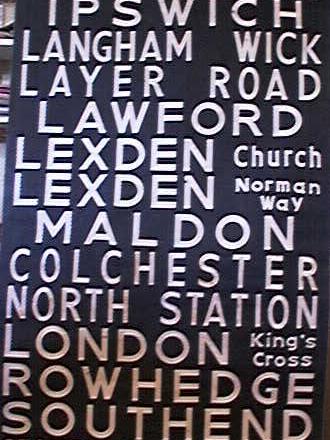 IPSWICH
LANGHAM WICK
LAYER ROAD
LAWFORD
LEXDEN Church
LEXDEN Norman Way
MALDON
COLCHESTER
NORTH STATION
LONDON King's Cross
ROWHEDGE
SOUTHEND